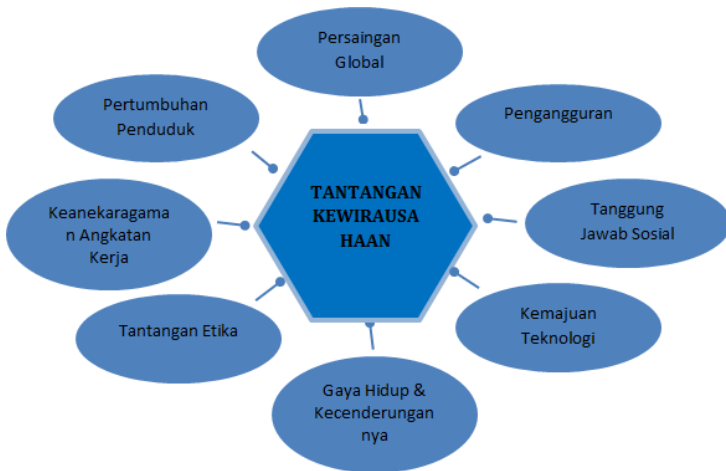 Persaingan
Global
Pertumbuhan
Penduduk
Pengangguran
TANTANGAN
KEWIRAUSA
HAAN
Keanekaragama
n Angkatan
Kerja
Tanggung
Jawab Sosial
Tantangan Etika
Kemajuan
Teknologi
Gaya Hidup &
Kecenderungan
nya